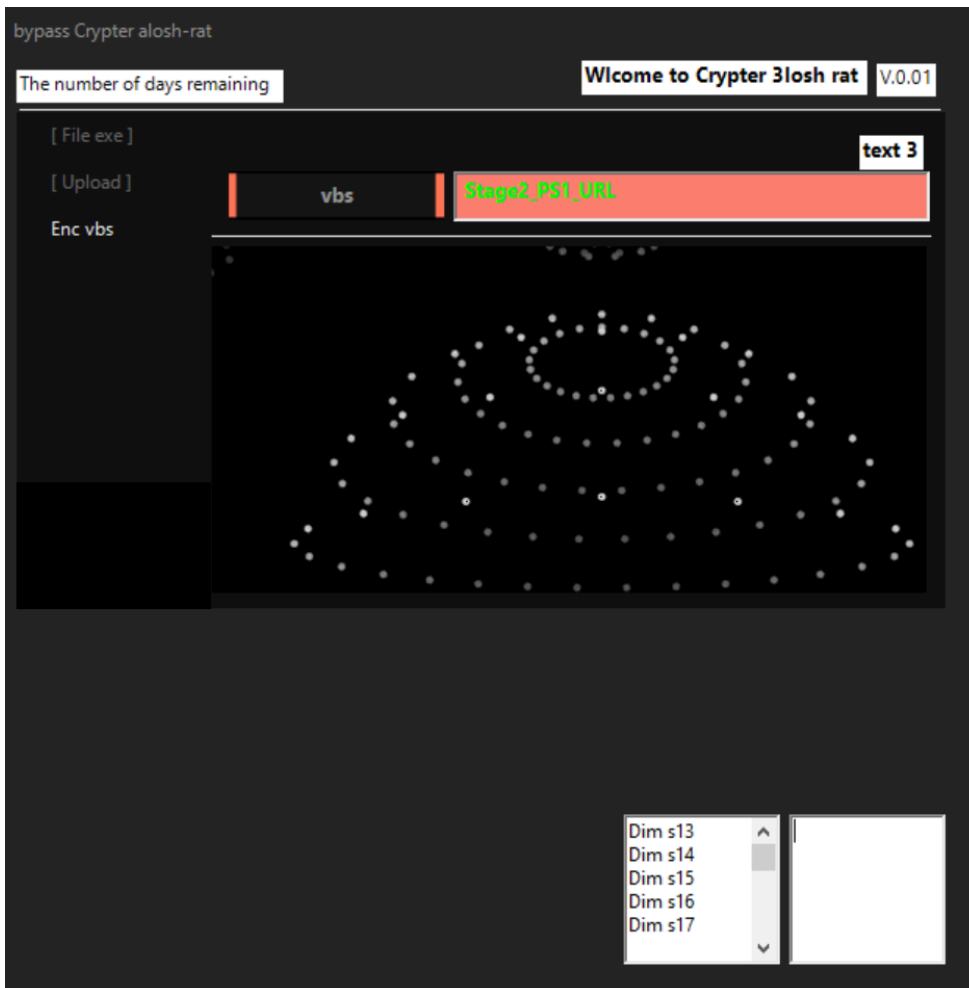 bypass Crypter alosh-rat
The number of days remaining
Wlcome to Crypter 3losh rat
V.0.01
[ File exe ]
[ Upload ]
Enc vbs
text 3
vbs
Stage2_PS1_URL
Dim s13
Dim s14
Dim s15
Dim s16
Dim s17